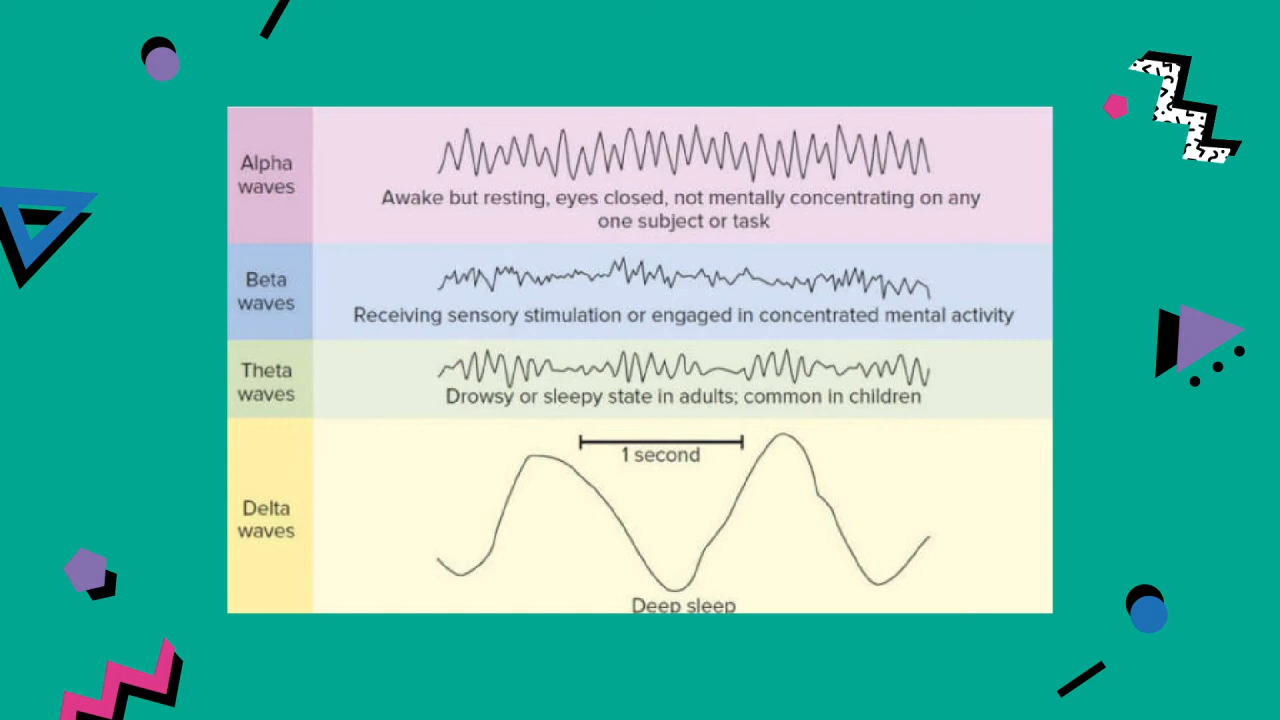 Alpha
waves
Awake but resting, eyes closed, not mentally concentrating on any
one subject or task
Beta
waves
Receiving sensory stimulation or engaged in concentrated mental activity
Theta
waves
Drowsy or sleepy state in adults; common in children
Delta
waves
1 second
Deep sleep